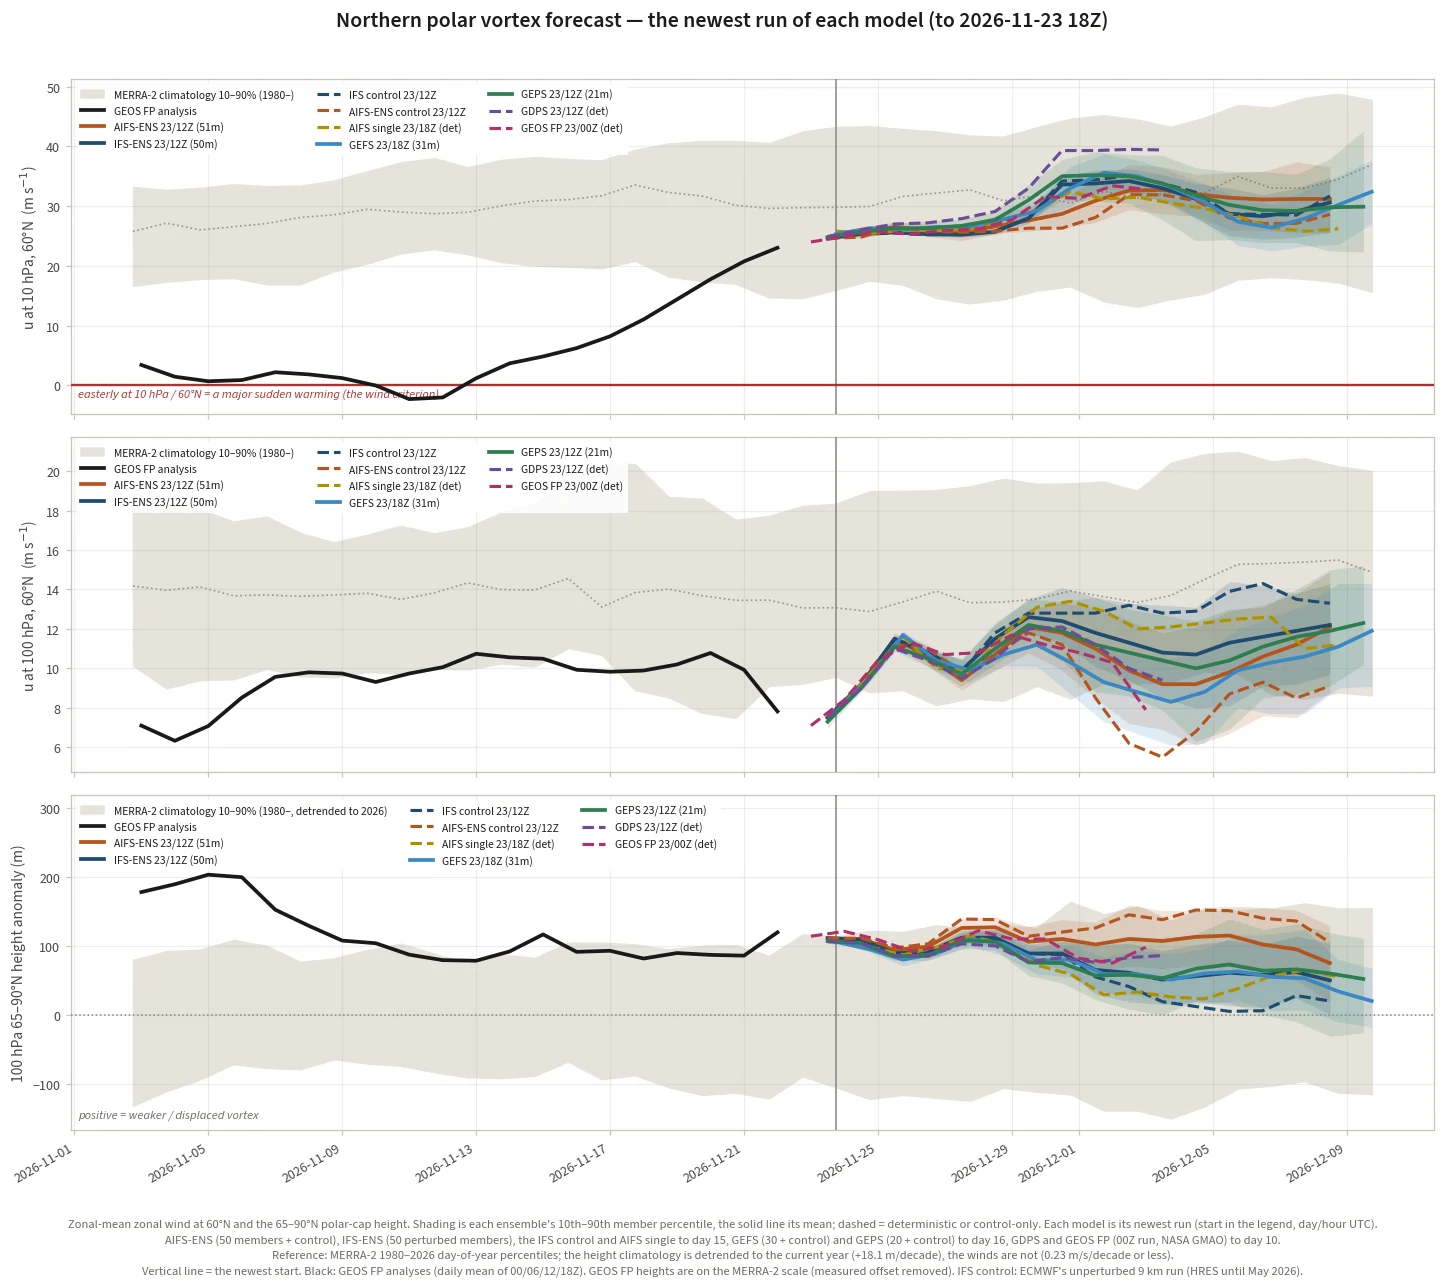 Northern polar vortex forecast — the newest run of each model (to 2026-11-23 18Z)
MERRA-2 climatology 10–90% (1980–)
GEOS FP analysis
AIFS-ENS 23/12Z (51m)
IFS-ENS 23/12Z (50m)
IFS control 23/12Z
AIFS-ENS control 23/12Z
AIFS single 23/18Z (det)
GEFS 23/18Z (31m)
GEPS 23/12Z (21m)
GDPS 23/12Z (det)
GEOS FP 23/00Z (det)
u at 10 hPa, 60°N (m s−1)
50
40
30
20
10
0
easterly at 10 hPa / 60°N = a major sudden warming (the wind criterion)
MERRA-2 climatology 10–90% (1980–)
GEOS FP analysis
AIFS-ENS 23/12Z (51m)
IFS-ENS 23/12Z (50m)
IFS control 23/12Z
AIFS-ENS control 23/12Z
AIFS single 23/18Z (det)
GEFS 23/18Z (31m)
GEPS 23/12Z (21m)
GDPS 23/12Z (det)
GEOS FP 23/00Z (det)
u at 100 hPa, 60°N (m s−1)
20
18
16
14
12
10
8
6
MERRA-2 climatology 10–90% (1980–, detrended to 2026)
GEOS FP analysis
AIFS-ENS 23/12Z (51m)
IFS-ENS 23/12Z (50m)
IFS control 23/12Z
AIFS-ENS control 23/12Z
AIFS single 23/18Z (det)
GEFS 23/18Z (31m)
GEPS 23/12Z (21m)
GDPS 23/12Z (det)
GEOS FP 23/00Z (det)
100 hPa 65–90°N height anomaly (m)
300
200
100
0
−100
positive = weaker / displaced vortex
2026-11-01
2026-11-05
2026-11-09
2026-11-13
2026-11-17
2026-11-21
2026-11-25
2026-11-29
2026-12-01
2026-12-05
2026-12-09
Zonal-mean zonal wind at 60°N and the 65–90°N polar-cap height. Shading is each ensemble's 10th–90th member percentile, the solid line its mean; dashed = deterministic or control-only. Each model is its newest run (start in the legend, day/hour UTC).
AIFS-ENS (50 members + control), IFS-ENS (50 perturbed members), the IFS control and AIFS single to day 15, GEFS (30 + control) and GEPS (20 + control) to day 16, GDPS and GEOS FP (00Z run, NASA GMAO) to day 10.
Reference: MERRA-2 1980–2026 day-of-year percentiles; the height climatology is detrended to the current year (+18.1 m/decade), the winds are not (0.23 m/s/decade or less).
Vertical line = the newest start. Black: GEOS FP analyses (daily mean of 00/06/12/18Z). GEOS FP heights are on the MERRA-2 scale (measured offset removed). IFS control: ECMWF's unperturbed 9 km run (HRES until May 2026).